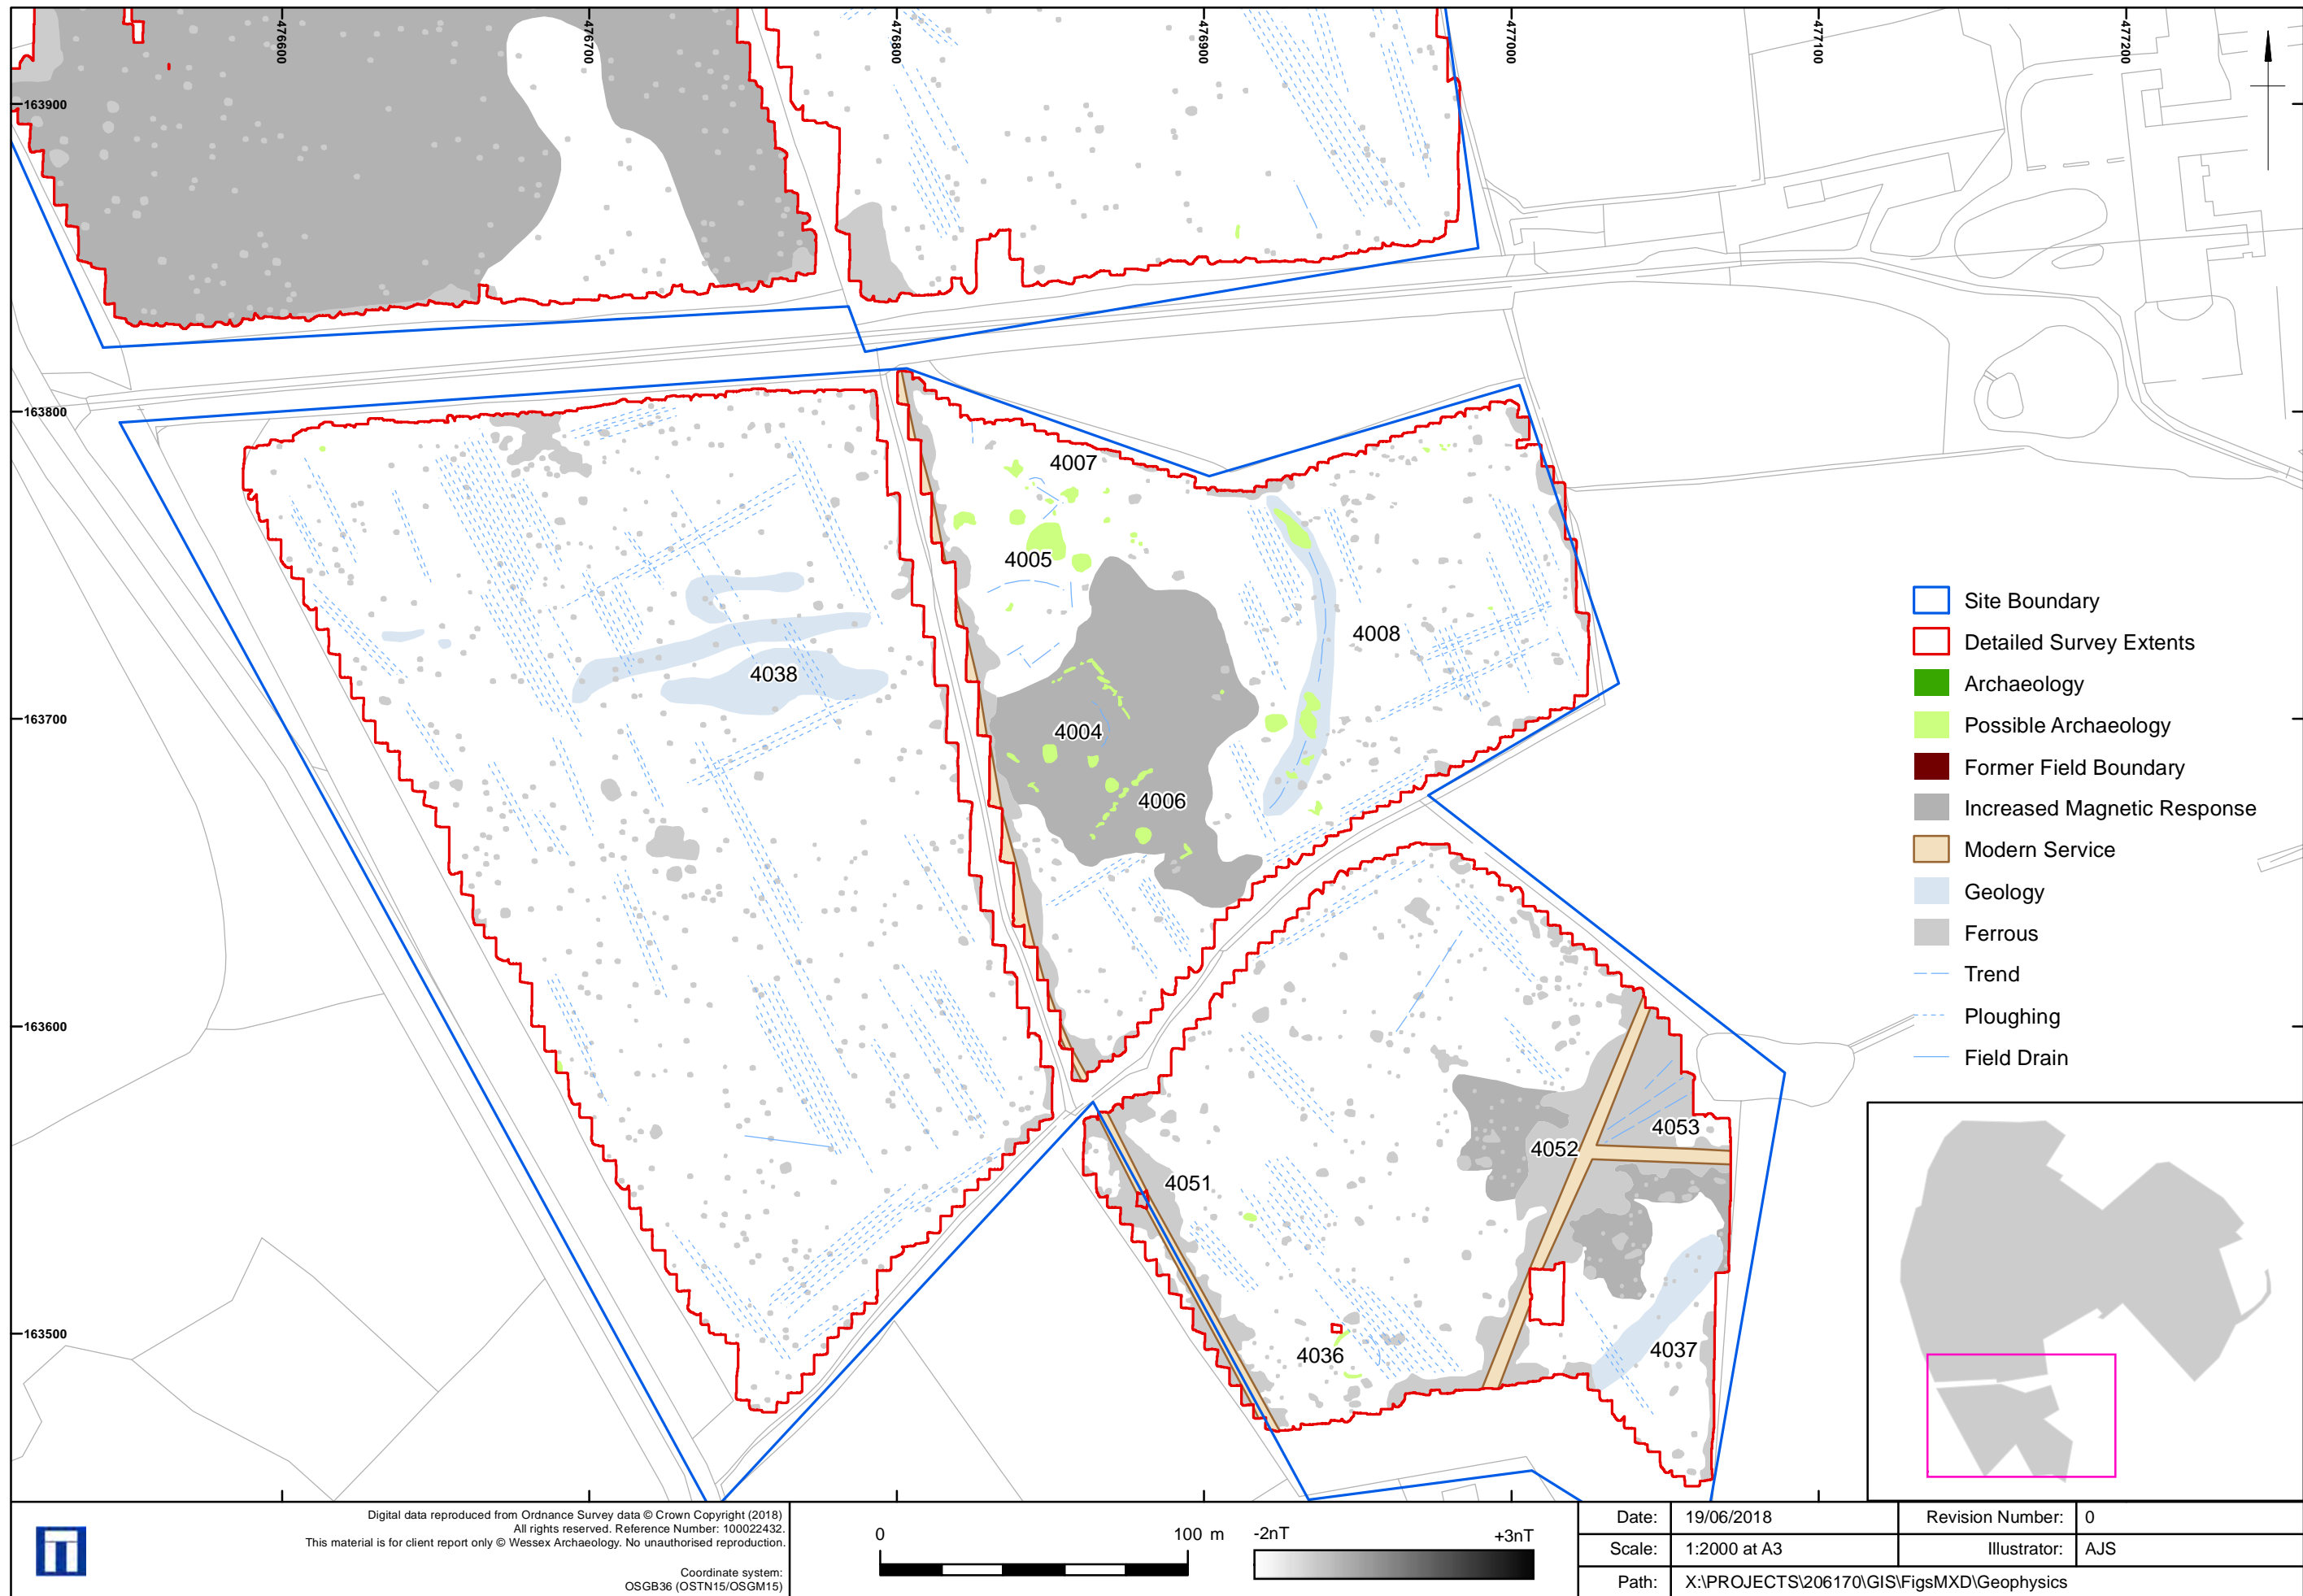 476600
476700
476800
476900
477000
477100
477200
163900
163800
163700
163600
163500
4007
4005
4008
4038
4004
4006
4053
4052
4051
4037
4036
Site Boundary
Detailed Survey Extents
Archaeology
Possible Archaeology
Former Field Boundary
Increased Magnetic Response
Modern Service
Geology
Ferrous
Trend
Ploughing
Field Drain
Digital data reproduced from Ordnance Survey data © Crown Copyright (2018)
All rights reserved. Reference Number: 100022432.
This material is for client report only © Wessex Archaeology. No unauthorised reproduction.
Coordinate system:
OSGB36 (OSTN15/OSGM15)
0 100 m
-2nT +3nT
Date: 19/06/2018 Revision Number: 0
Scale: 1:2000 at A3 Illustrator: AJS
Path: X:\PROJECTS\206170\GIS\FigsMXD\Geophysics